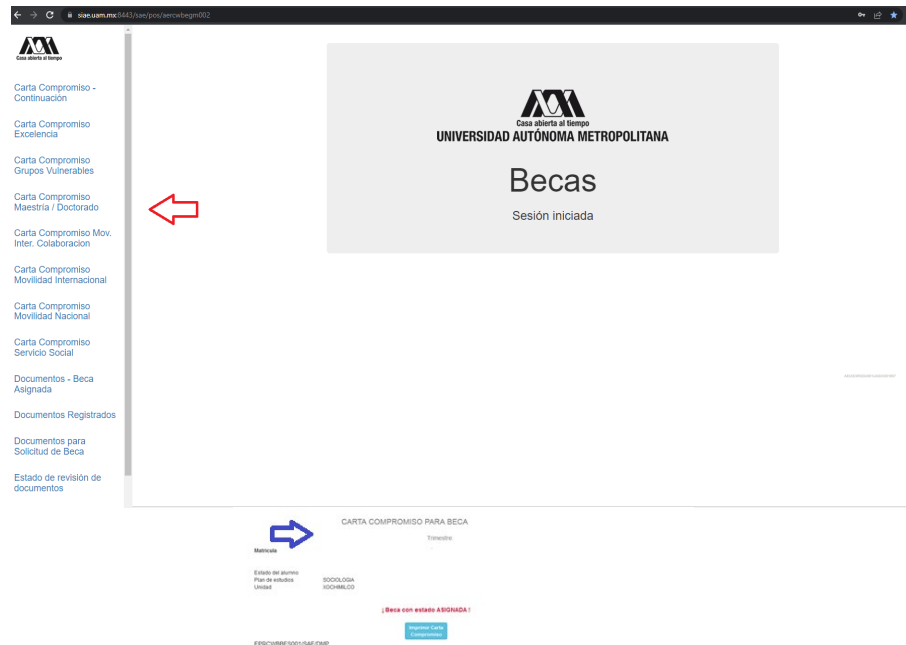 siae.uam.mx:8443/sae/pos/aercwbegm002
Casa abierta al tiempo
Carta Compromiso -
Continuación
Carta Compromiso
Excelencia
Carta Compromiso
Grupos Vulnerables
Carta Compromiso
Maestría / Doctorado
Carta Compromiso Mov.
Inter. Colaboracion
Carta Compromiso
Movilidad Internacional
Carta Compromiso
Movilidad Nacional
Carta Compromiso
Servicio Social
Documentos - Beca
Asignada
Documentos Registrados
Documentos para
Solicitud de Beca
Estado de revisión de
documentos
Casa abierta al tiempo
UNIVERSIDAD AUTÓNOMA METROPOLITANA
Becas
Sesión iniciada
CARTA COMPROMISO PARA BECA
Trimestre
Matrícula
Estado del alumno
Plan de estudios SOCIOLOGIA
Unidad XOCHIMILCO
¡ Beca con estado ASIGNADA !
Imprimir Carta
Compromiso